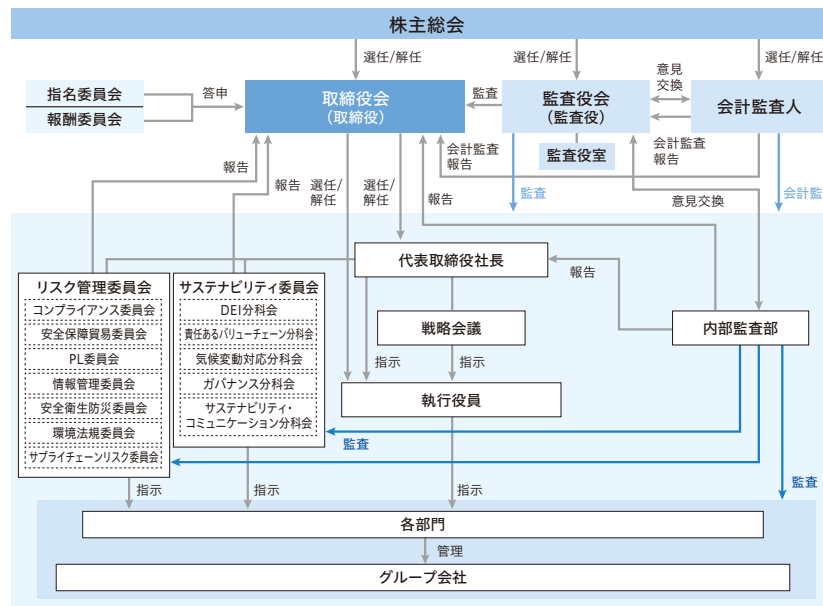 株主総会
選任/解任
選任/解任
選任/解任
指名委員会
報酬委員会
答申
取締役会
（取締役）
監査
監査役会
（監査役）
意見
交換
会計監査人
監査役室
報告
報告
選任/
解任
選任/
解任
報告
会計監査
報告
会計監査
報告
監査
意見交換
会計監
代表取締役社長
報告
リスク管理委員会
コンプライアンス委員会
安全保障貿易委員会
PL委員会
情報管理委員会
安全衛生防災委員会
環境法規委員会
サプライチェーンリスク委員会
サステナビリティ委員会
DEI分科会
責任あるバリューチェーン分科会
気候変動対応分科会
ガバナンス分科会
サステナビリティ・
コミュニケーション分科会
戦略会議
内部監査部
指示
指示
執行役員
監査
監査
指示
指示
指示
各部門
管理
グループ会社